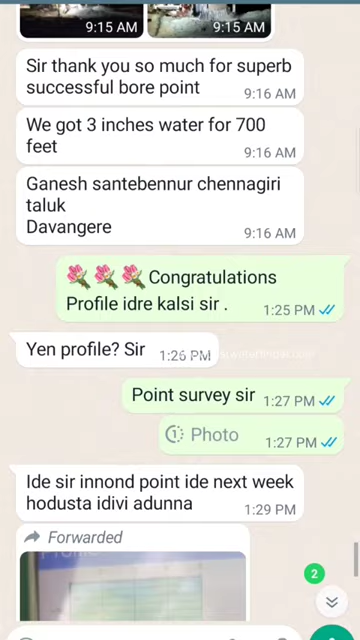 9:15 AM 9:15 AM
Sir thank you so much for superb
successful bore point
9:16 AM
We got 3 inches water for 700
feet
9:16 AM
Ganesh santebennur chennagiri
taluk
Davangere
9:16 AM
Congratulations
Profile idre kalsi sir .
1:25 PM
Yen profile? Sir
1:26 PM
Point survey sir
1:27 PM
Photo
1:27 PM
Ide sir innond point ide next week
hodusta idivi adunna
1:29 PM
Forwarded
2